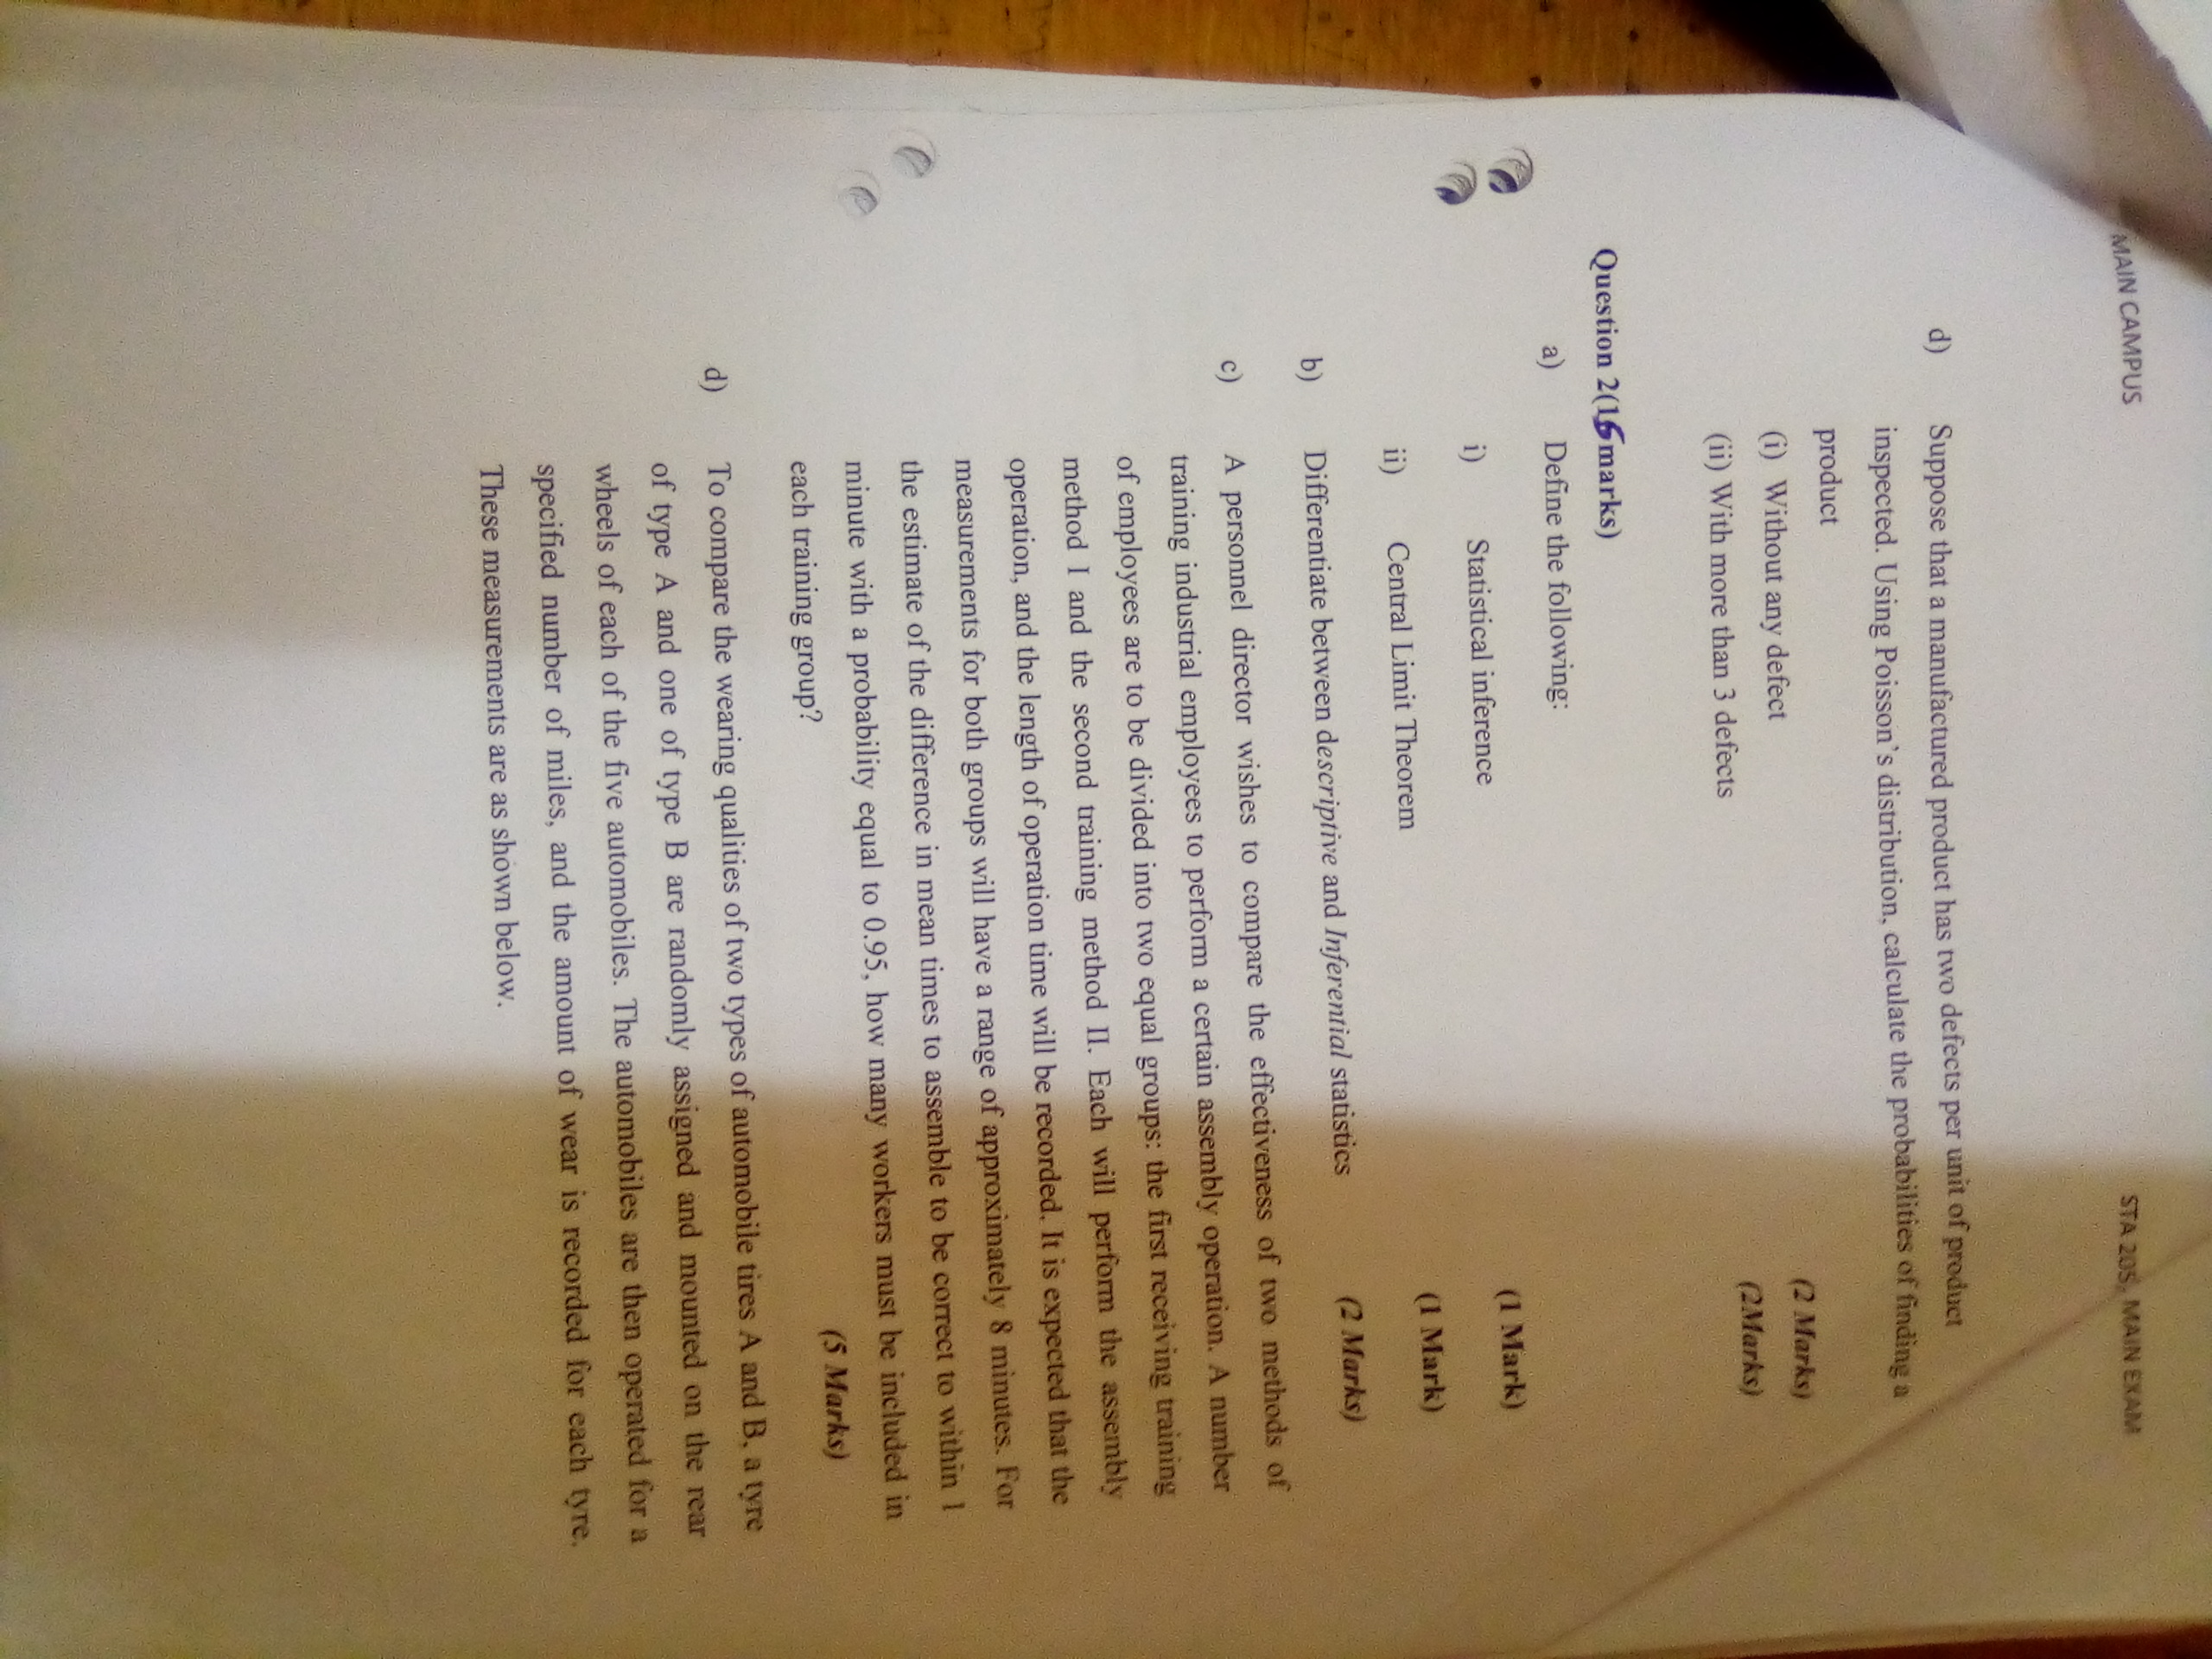 MAIN CAMPUS
STA 205, MAIN EXAM
d) Suppose that a manufactured product has two defects per unit of product
inspected. Using Poisson's distribution, calculate the probabilities of finding a
product
(i) Without any defect (2 Marks)
(ii) With more than 3 defects (2Marks)
Question 2(15marks)
a) Define the following:
i) Statistical inference (1 Mark)
ii) Central Limit Theorem (1 Mark)
b) Differentiate between descriptive and Inferential statistics (2 Marks)
c) A personnel director wishes to compare the effectiveness of two methods of
training industrial employees to perform a certain assembly operation. A number
of employees are to be divided into two equal groups: the first receiving training
method I and the second training method II. Each will perform the assembly
operation, and the length of operation time will be recorded. It is expected that the
measurements for both groups will have a range of approximately 8 minutes. For
the estimate of the difference in mean times to assemble to be correct to within 1
minute with a probability equal to 0.95, how many workers must be included in
each training group? (5 Marks)
d) To compare the wearing qualities of two types of automobile tires A and B, a tyre
of type A and one of type B are randomly assigned and mounted on the rear
wheels of each of the five automobiles. The automobiles are then operated for a
specified number of miles, and the amount of wear is recorded for each tyre.
These measurements are as shown below.